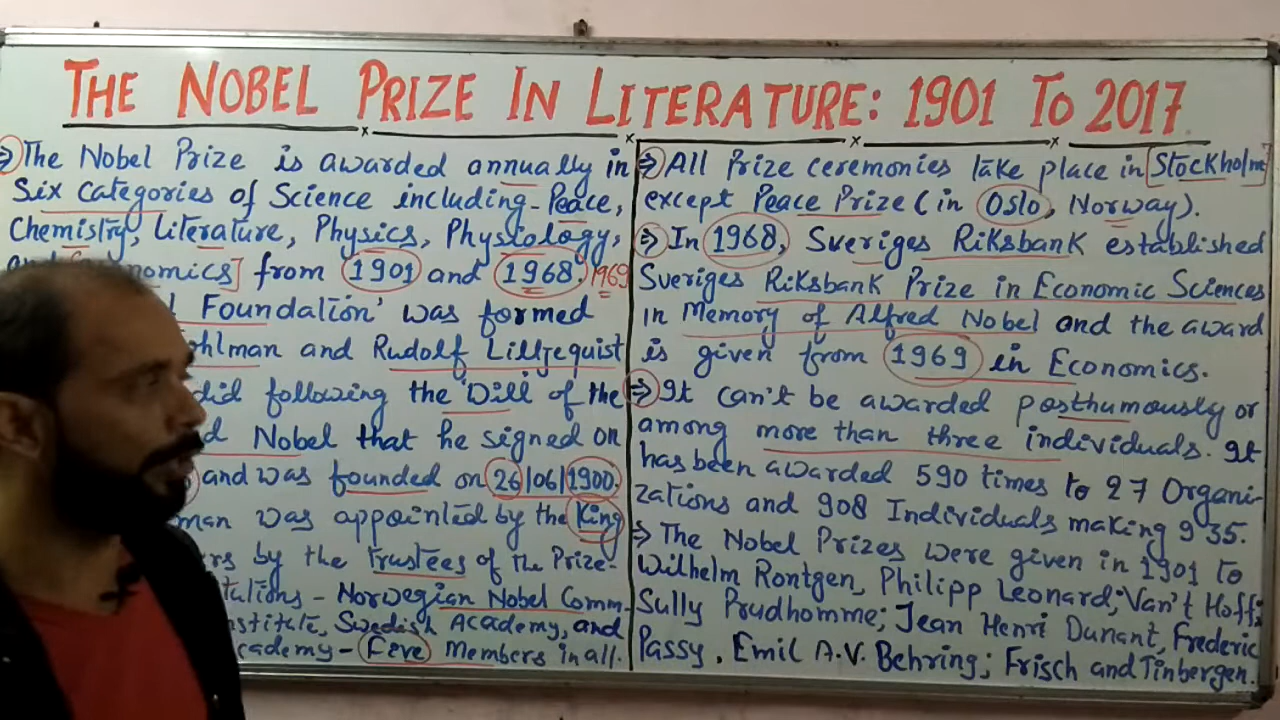 THE NOBEL PRIZE IN LITERATURE: 1901 TO 2017
⇒ The Nobel Prize is awarded annually in
Six categories of Science including - Peace,
Chemistry, Literature, Physics, Physiology,
and Economics] from 1901 and 1968. 1969
Foundation' was formed
ohlman and Rudolf Lilljequist
did following the 'Will of the
Nobel that he signed on
and was founded on 26/06/1900.
man was appointed by the King
rs by the trustees of the Prize-
tations - Norwegian Nobel Comm-
stitute, Swedish Academy, and
cademy - Five Members in all.
⇒ All Prize ceremonies take place in [Stockholm]
except Peace Prize (in Oslo, Norway).
⇒ In 1968, Sveriges Riksbank established
Sveriges Riksbank Prize in Economic Sciences
in Memory of Alfred Nobel and the award
is given from 1969 in Economics.
⇒ It can't be awarded posthumously or
among more than three individuals. It
has been awarded 590 times to 27 Organi-
zations and 908 Individuals making 935.
⇒ The Nobel Prizes were given in 1901 to
Wilhelm Rontgen, Philipp Leonard; Van't Hoff;
Sully Prudhomme; Jean Henri Dunant, Frederic
Passy, Emil A.V. Behring; Frisch and Tinbergen.